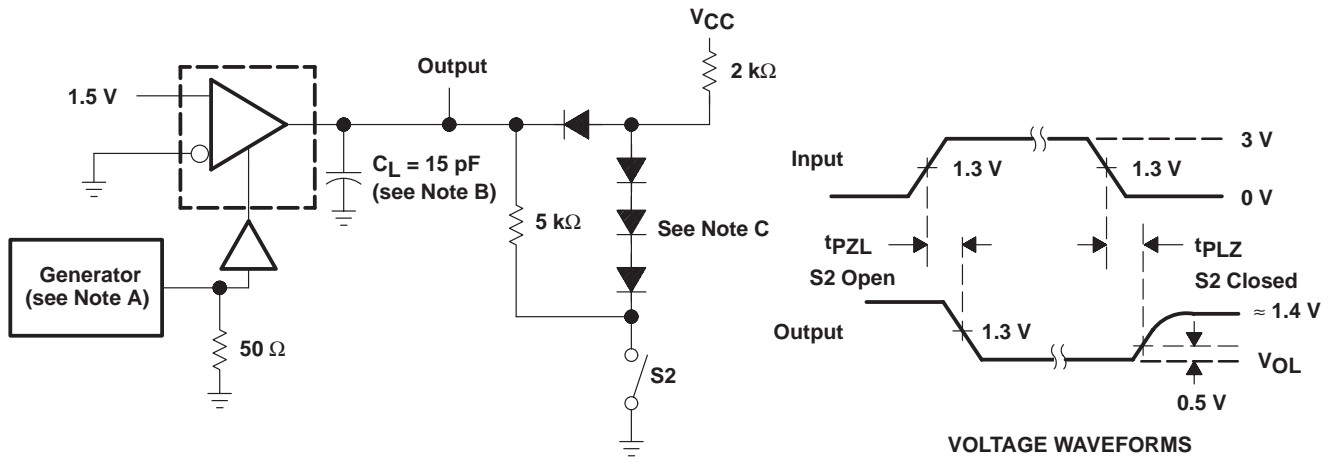 VCC
2 kΩ
Output
1.5 V
CL = 15 pF
(see Note B)
5 kΩ
See Note C
Generator
(see Note A)
50 Ω
S2
Input
3 V
1.3 V
1.3 V
0 V
tPZL
tPLZ
S2 Open
S2 Closed
≈ 1.4 V
Output
1.3 V
VOL
0.5 V
VOLTAGE WAVEFORMS